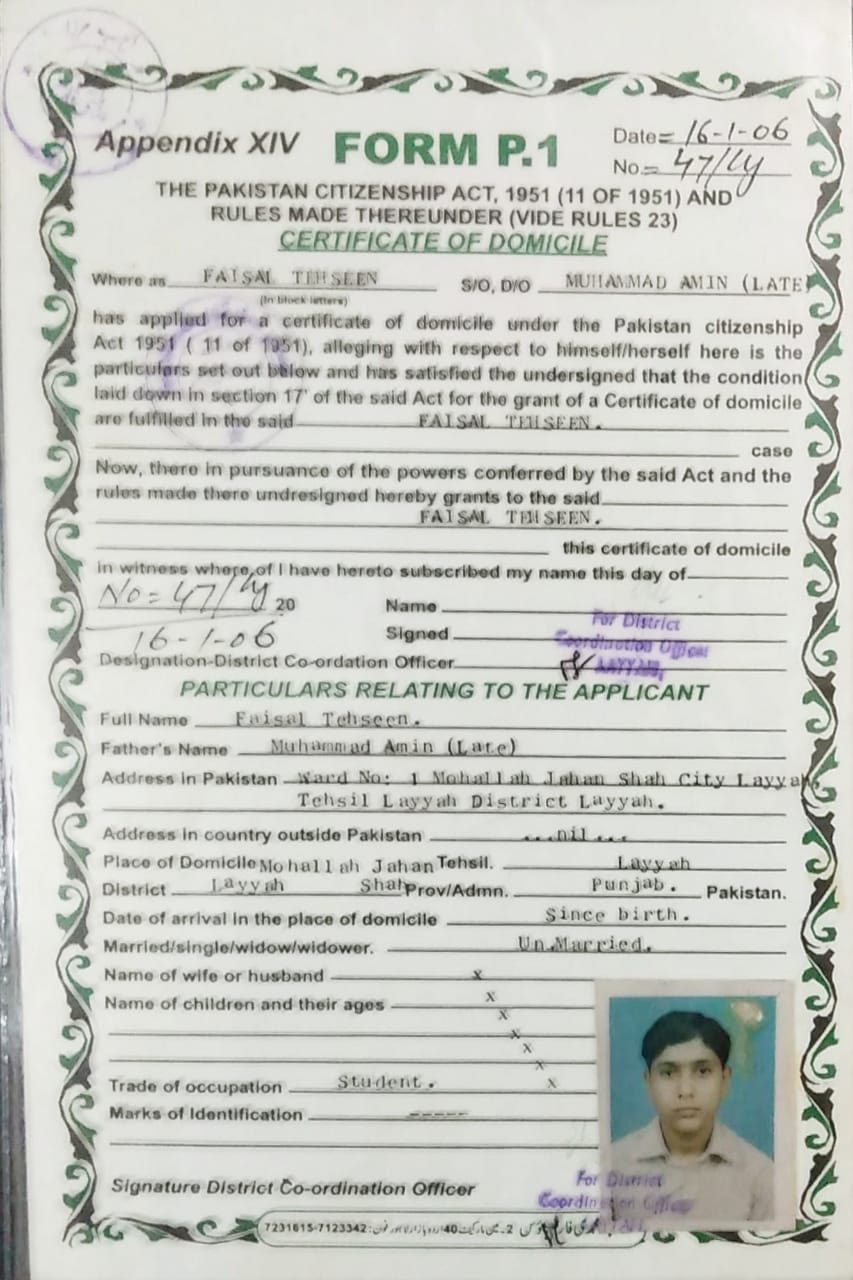 Appendix XIV FORM P.1 Date= 16-1-06
No.= 47/Ly
THE PAKISTAN CITIZENSHIP ACT, 1951 (11 OF 1951) AND
RULES MADE THEREUNDER (VIDE RULES 23)
CERTIFICATE OF DOMICILE
Where as FAISAL TEHSEEN S/O, D/O MUHAMMAD AMIN (LATE)
(In block letters)
has applied for a certificate of domicile under the Pakistan citizenship
Act 1951 ( 11 of 1951), alleging with respect to himself/herself here is the
particulars set out below and has satisfied the undersigned that the condition
laid down in section 17' of the said Act for the grant of a Certificate of domicile
are fulfilled in the said FAISAL TEHSEEN.
case
Now, there in pursuance of the powers conferred by the said Act and the
rules made there undresigned hereby grants to the said
FAISAL TEHSEEN.
this certificate of domicile
in witness where of I have hereto subscribed my name this day of
No= 47/Ly 20 Name
16-1-06 Signed
For District
Coordination Officer
LAYYAH
Designation-District Co-ordation Officer
PARTICULARS RELATING TO THE APPLICANT
Full Name Faisal Tehseen.
Father's Name Muhammad Amin (Late)
Address in Pakistan Ward No: 1 Mohallah Jahan Shah City Layyah
Tehsil Layyah District Layyah.
Address in country outside Pakistan ...nil...
Place of Domicile Mohallah Jahan Tehsil. Layyah
District Layyah Shah Prov/Admn. Punjab. Pakistan.
Date of arrival in the place of domicile Since birth.
Married/single/widow/widower. Un.Married.
Name of wife or husband x
Name of children and their ages x
x
x
x
x
Trade of occupation Student. x
Marks of Identification -----
Signature District Co-ordination Officer
For District
Coordination Officer
7231615-7123342